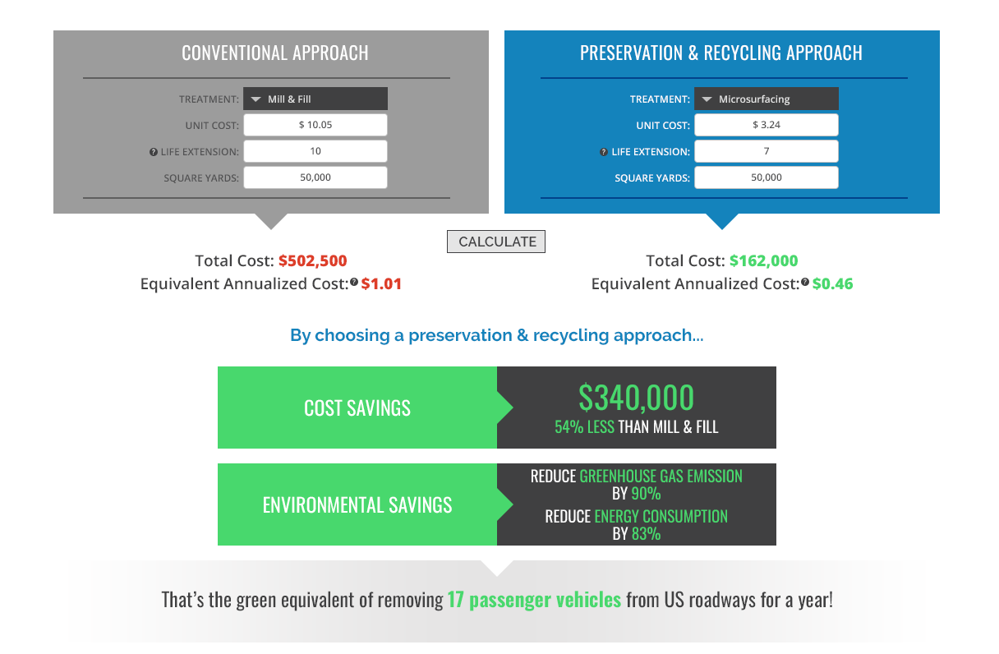 CONVENTIONAL APPROACH
TREATMENT: Mill & Fill
UNIT COST: $ 10.05
? LIFE EXTENSION: 10
SQUARE YARDS: 50,000
PRESERVATION & RECYCLING APPROACH
TREATMENT: Microsurfacing
UNIT COST: $ 3.24
? LIFE EXTENSION: 7
SQUARE YARDS: 50,000
CALCULATE
Total Cost: $502,500
Equivalent Annualized Cost:? $1.01
Total Cost: $162,000
Equivalent Annualized Cost:? $0.46
By choosing a preservation & recycling approach...
COST SAVINGS
$340,000
54% LESS THAN MILL & FILL
ENVIRONMENTAL SAVINGS
REDUCE GREENHOUSE GAS EMISSION
BY 90%
REDUCE ENERGY CONSUMPTION
BY 83%
That's the green equivalent of removing 17 passenger vehicles from US roadways for a year!